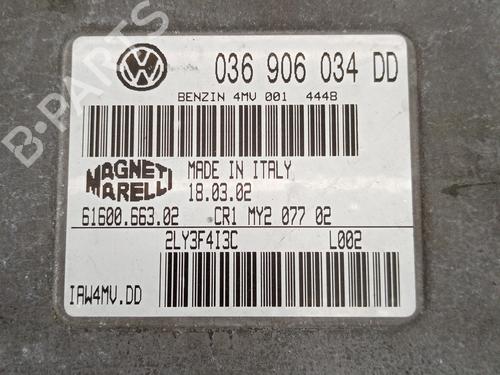 VW 036 906 034 DD
BENZIN 4MV 001 4448
MAGNETI MARELLI
MADE IN ITALY
18.03.02
61600.663.02 CR1 MY2 077 02
2LY3F4I3C L002
IAW4MV.DD
B-PARTS